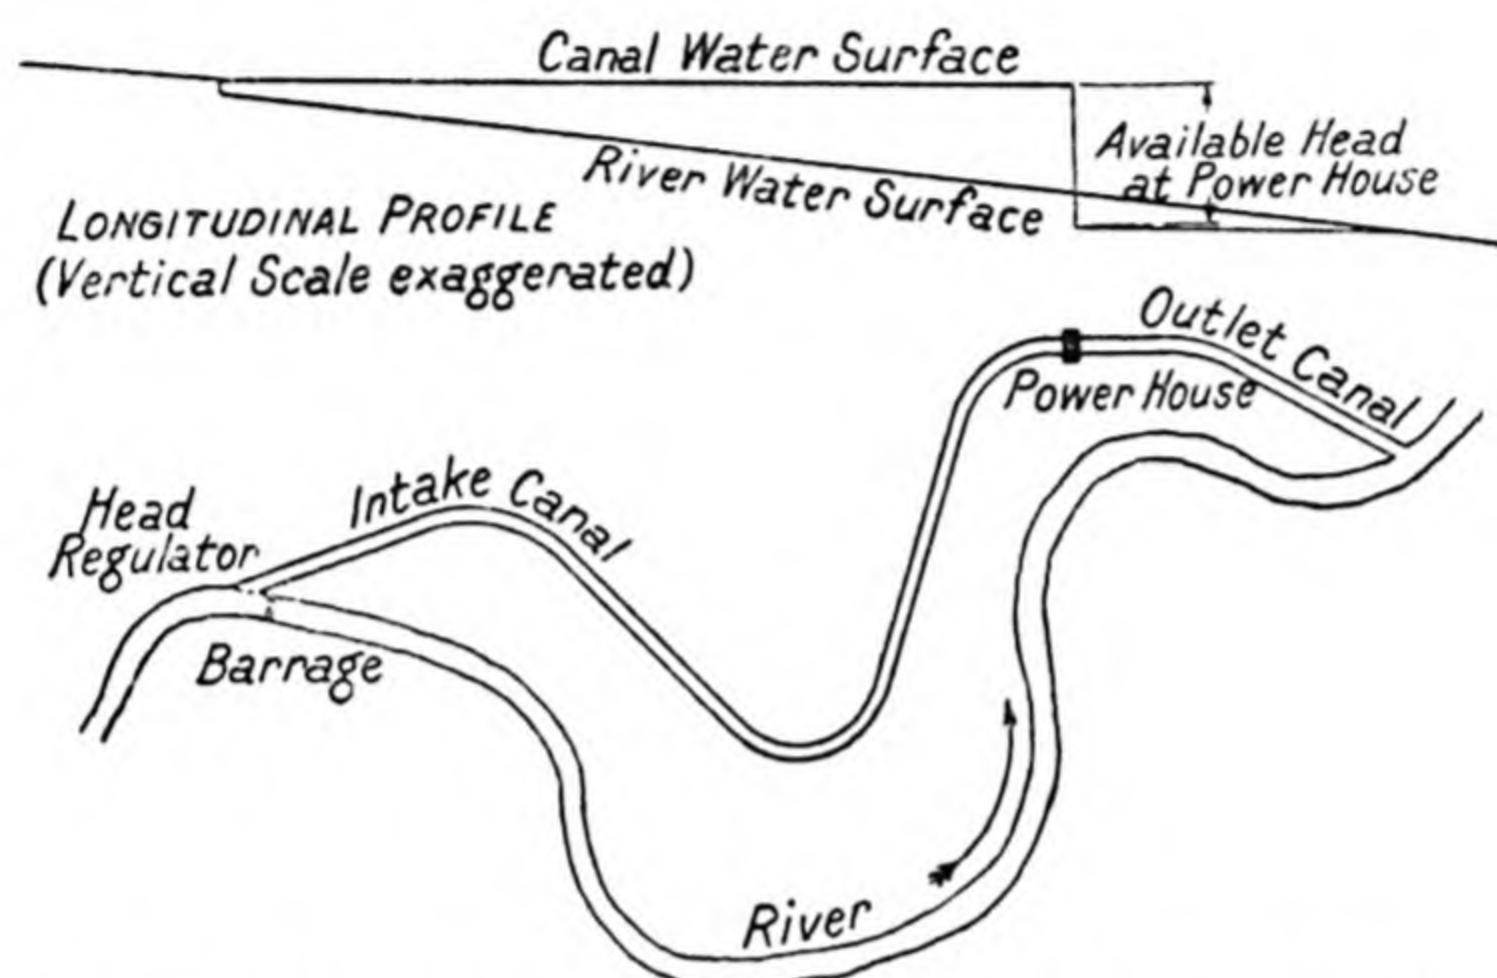 Canal Water Surface
Available Head
at Power House
River Water Surface
LONGITUDINAL PROFILE
(Vertical Scale exaggerated)
Outlet Canal
Power House
Intake Canal
Head
Regulator
Barrage
River